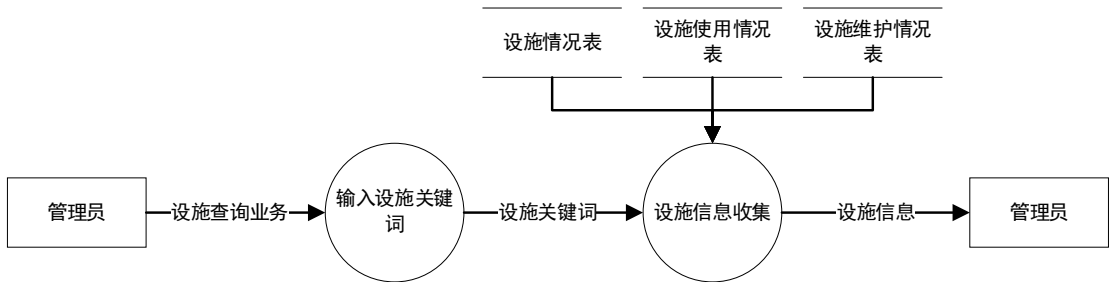 设施情况表
设施使用情况
表
设施维护情况
表
管理员
设施查询业务
输入设施关键
词
设施关键词
设施信息收集
设施信息
管理员